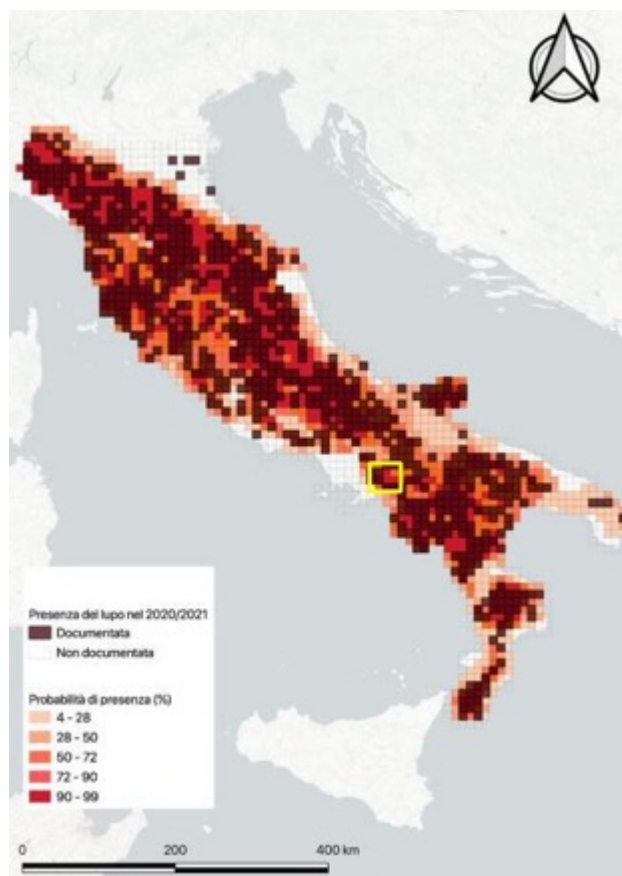 Presenza del lupo nel 2020/2021
Documentata
Non documentata
Probabilità di presenza (%)
4 - 28
28 - 50
50 - 72
72 - 90
90 - 99
0 200 400 km